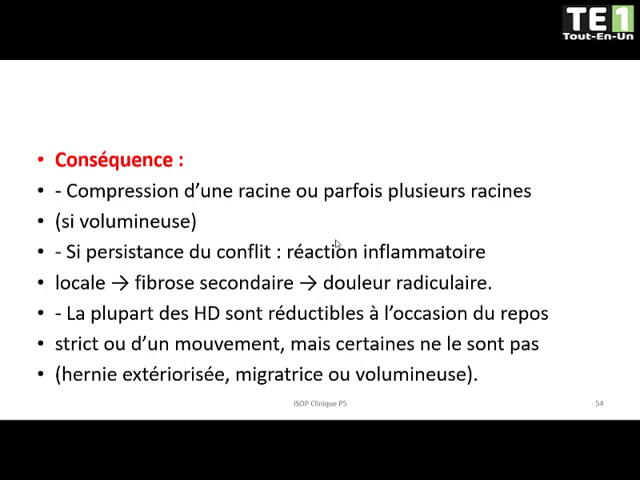 TE1
Tout-En-Un
• Conséquence :
• - Compression d’une racine ou parfois plusieurs racines
• (si volumineuse)
• - Si persistance du conflit : réaction inflammatoire
• locale → fibrose secondaire → douleur radiculaire.
• - La plupart des HD sont réductibles à l’occasion du repos
• strict ou d’un mouvement, mais certaines ne le sont pas
• (hernie extériorisée, migratrice ou volumineuse).
ISOP Clinique P5
54